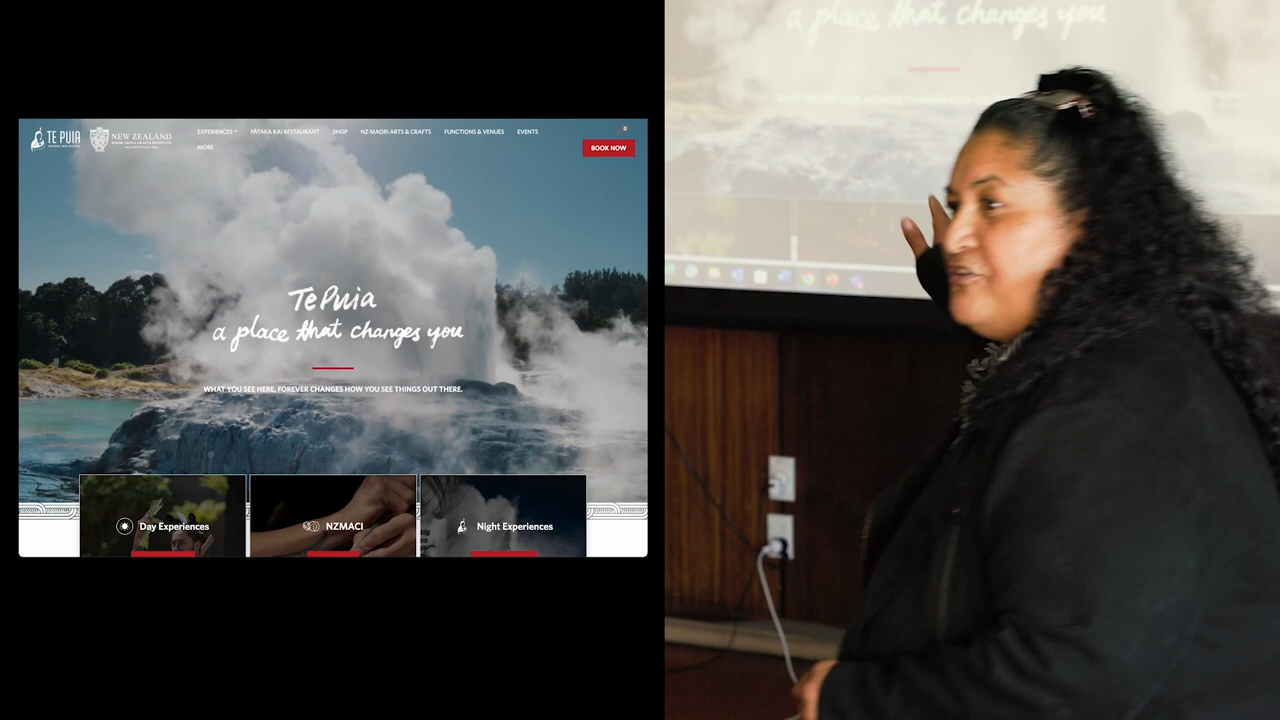 TE PUIA
NEW ZEALAND
EXPERIENCES
PĀTAKA KAI RESTAURANT
SHOP
NZ MAORI ARTS & CRAFTS
FUNCTIONS & VENUES
EVENTS
0
MORE
BOOK NOW
Te Puia
a place that changes you
WHAT YOU SEE HERE, FOREVER CHANGES HOW YOU SEE THINGS OUT THERE.
Day Experiences
NZMACI
Night Experiences
a place that changes you